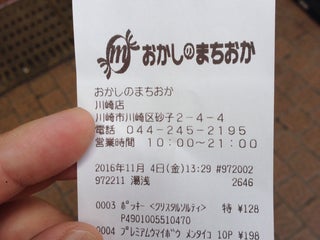 m おかしのまちおか
おかしのまちおか
川崎店
川崎市川崎区砂子2-4-4
電話 044-245-2195
営業時間 10:00~21:00
2016年11月 4日(金)13:29 #972002
972211 湯浅 2646
0003 ポッキー <クリスタルソルティ> 特 ¥128
P4901005510470
0004 プレミアムウマイボウ メンタイコ 10P ¥198